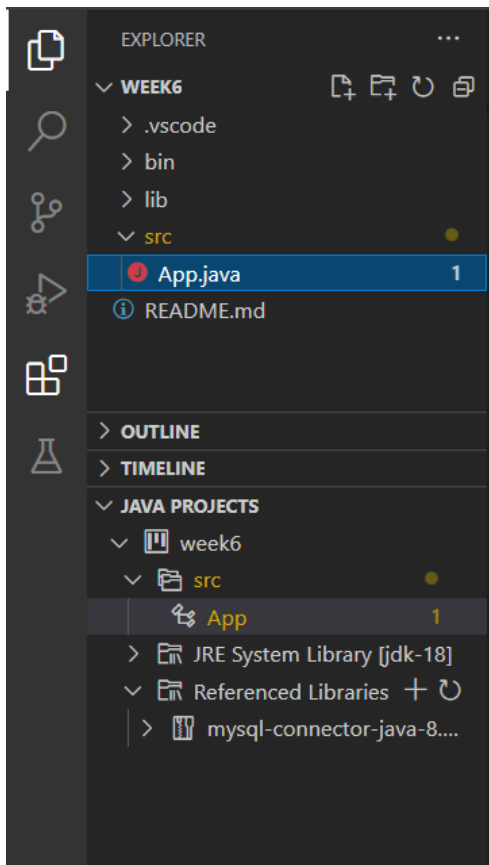 EXPLORER ...
WEEK6
.vscode
bin
lib
src
J App.java 1
README.md
OUTLINE
TIMELINE
JAVA PROJECTS
week6
src
App 1
JRE System Library [jdk-18]
Referenced Libraries
mysql-connector-java-8....